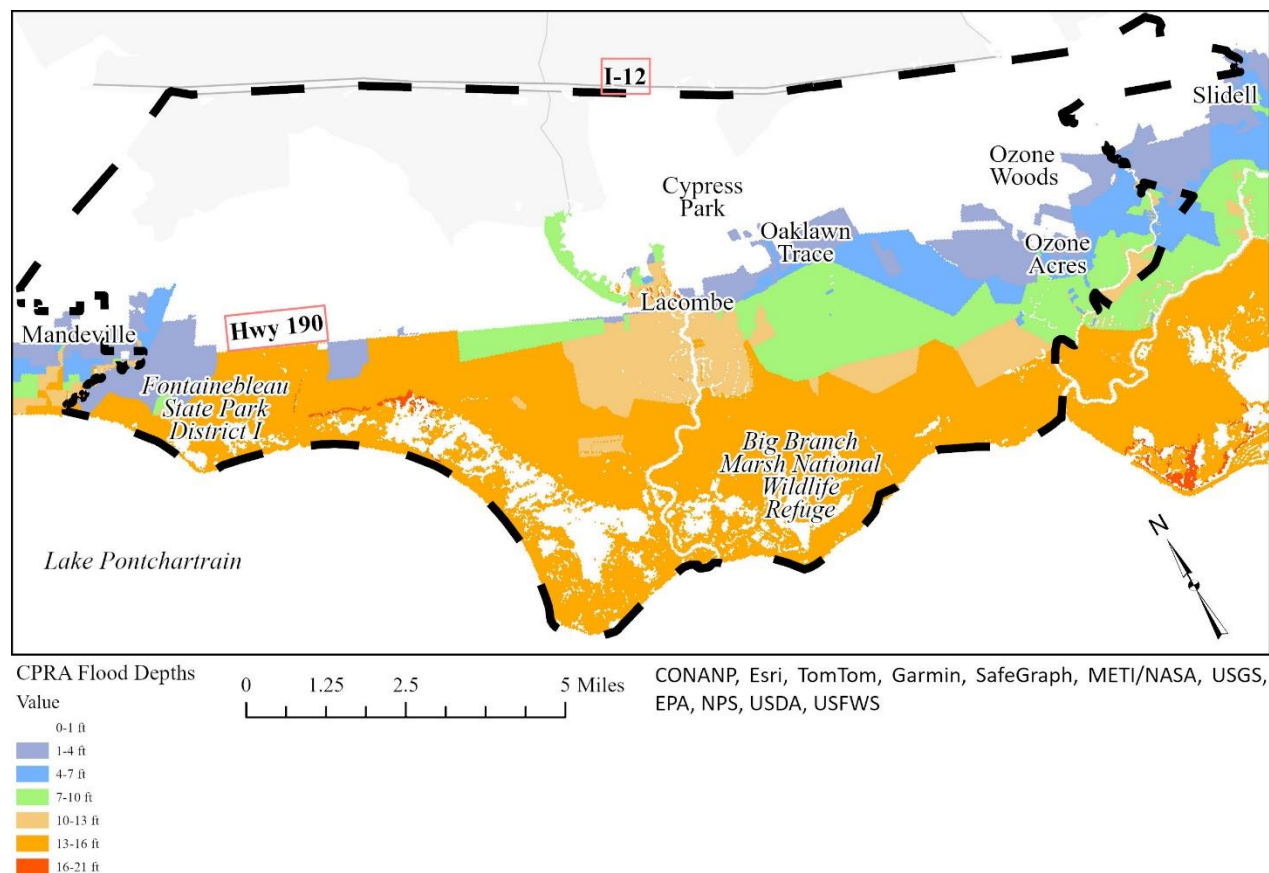 I-12
Slidell
Ozone
Woods
Cypress
Park
Oaklawn
Trace
Ozone
Acres
Lacombe
Hwy 190
Mandeville
Fontainebleau
State Park
District I
Big Branch
Marsh National
Wildlife
Refuge
Lake Pontchartrain
N
CPRA Flood Depths
Value
0-1 ft
1-4 ft
4-7 ft
7-10 ft
10-13 ft
13-16 ft
16-21 ft
0 1.25 2.5 5 Miles
CONANP, Esri, TomTom, Garmin, SafeGraph, METI/NASA, USGS,
EPA, NPS, USDA, USFWS